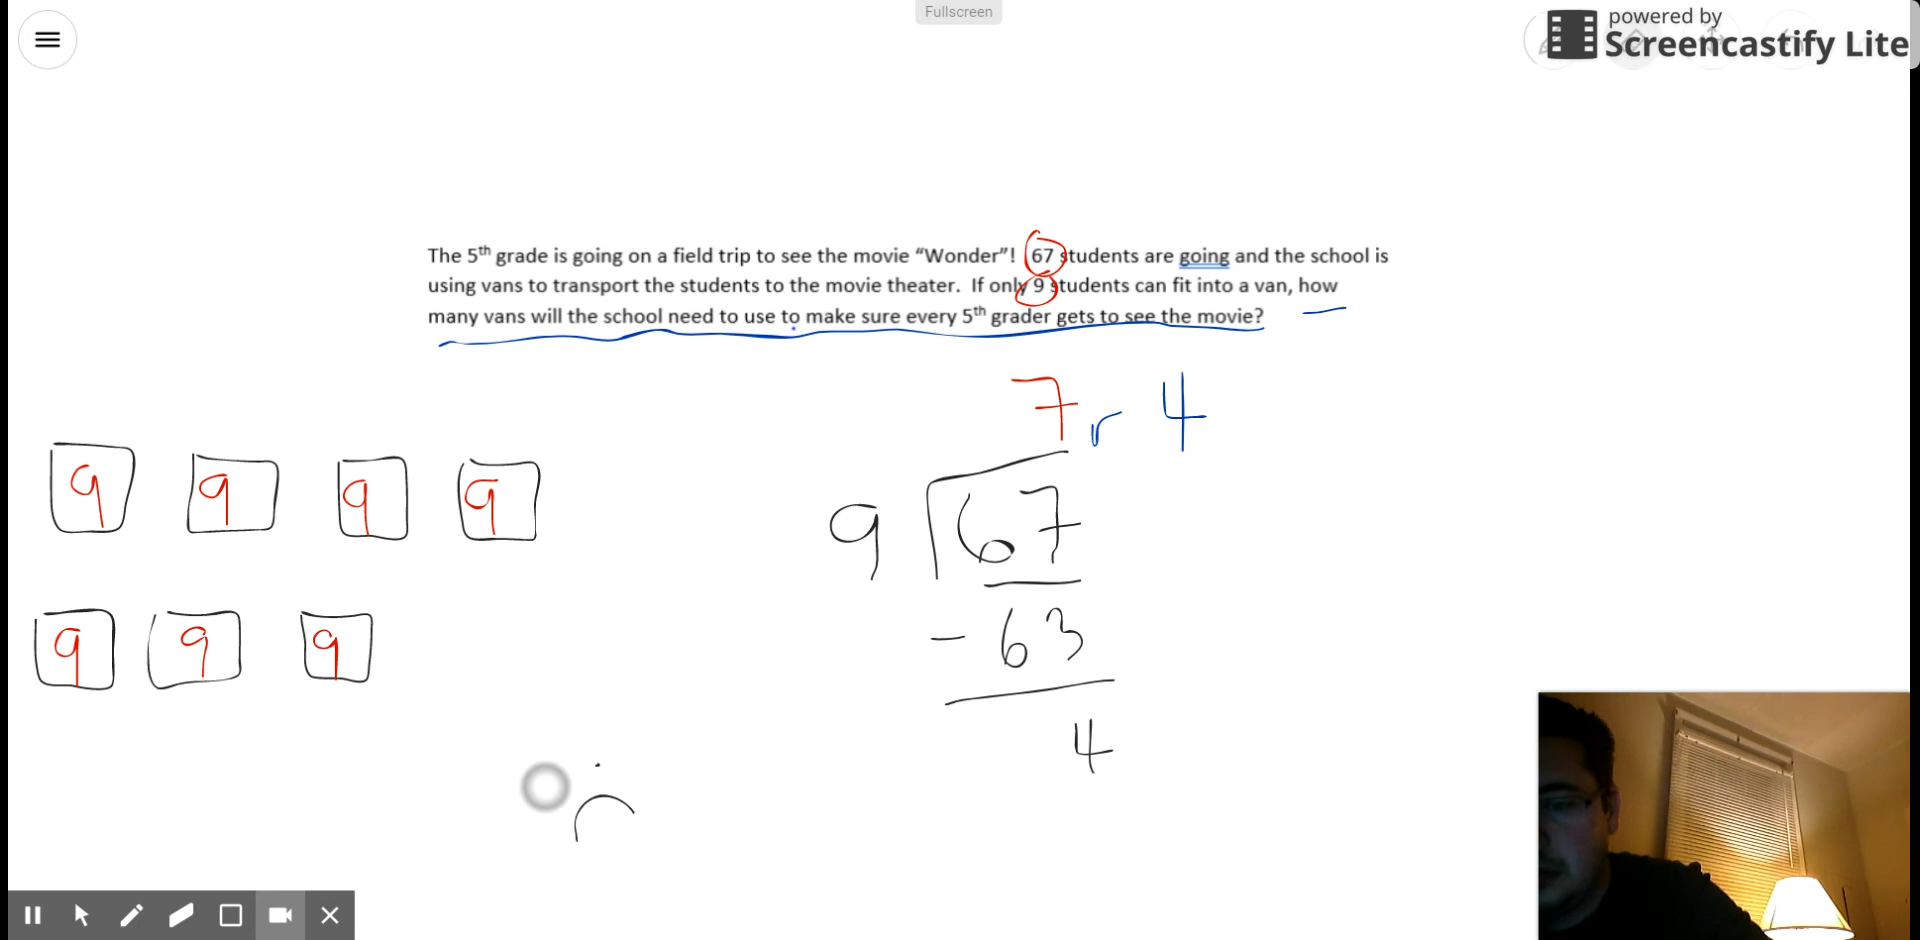 Fullscreen
powered by
Screencastify Lite
The 5th grade is going on a field trip to see the movie “Wonder”! 67 students are going and the school is
using vans to transport the students to the movie theater. If only 9 students can fit into a van, how
many vans will the school need to use to make sure every 5th grader gets to see the movie?
7 r 4
9 9 9 9
9 67
- 63
9 9 9
4